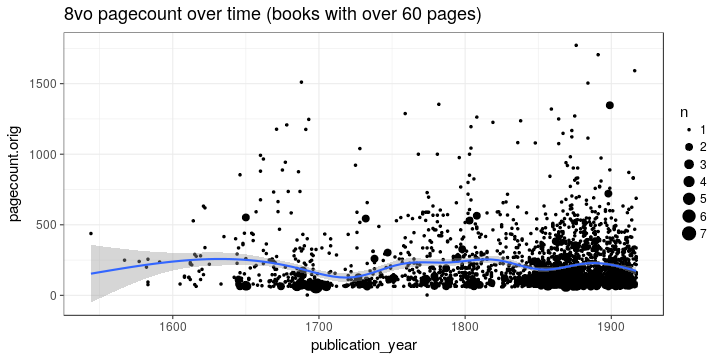 8vo pagecount over time (books with over 60 pages)
pagecount.orig
1500
1000
500
0
1600 1700 1800 1900
publication_year
n
1
2
3
4
5
6
7